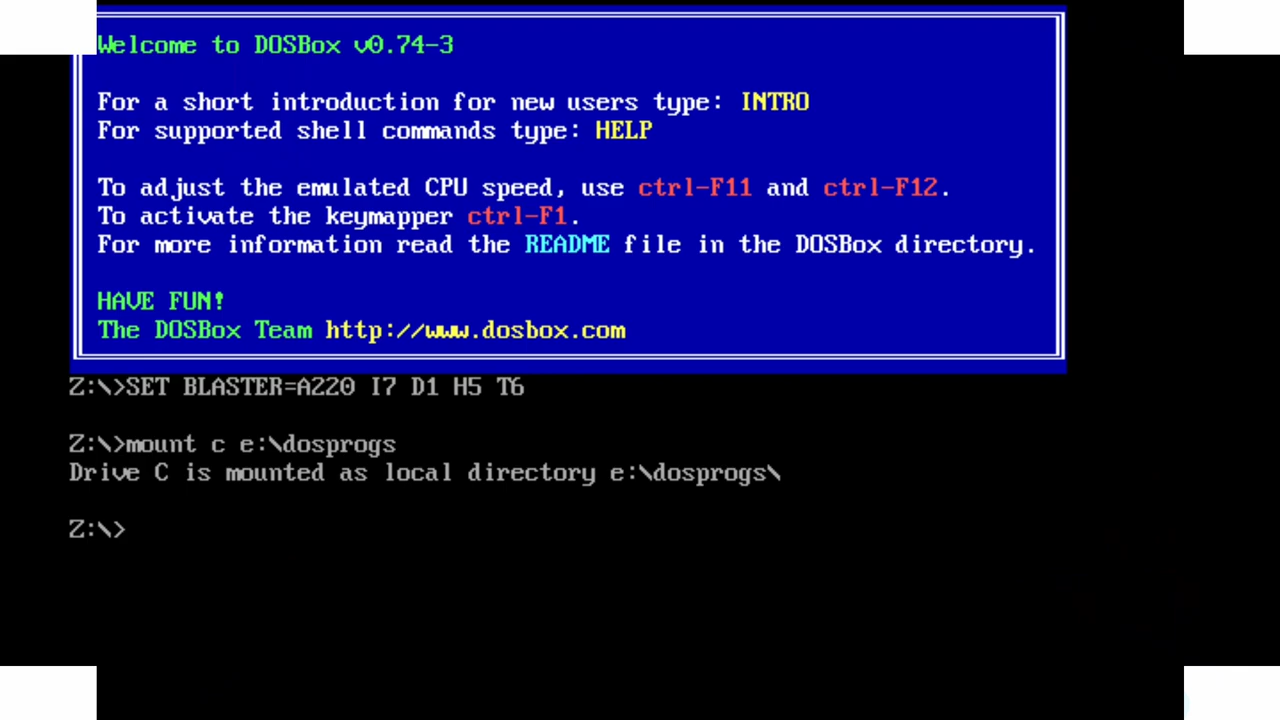 Welcome to DOSBox v0.74-3
For a short introduction for new users type: INTRO
For supported shell commands type: HELP
To adjust the emulated CPU speed, use ctrl-F11 and ctrl-F12.
To activate the keymapper ctrl-F1.
For more information read the README file in the DOSBox directory.
HAVE FUN!
The DOSBox Team http://www.dosbox.com
Z:\>SET BLASTER=A220 I7 D1 H5 T6
Z:\>mount c e:\dosprogs
Drive C is mounted as local directory e:\dosprogs\
Z:\>